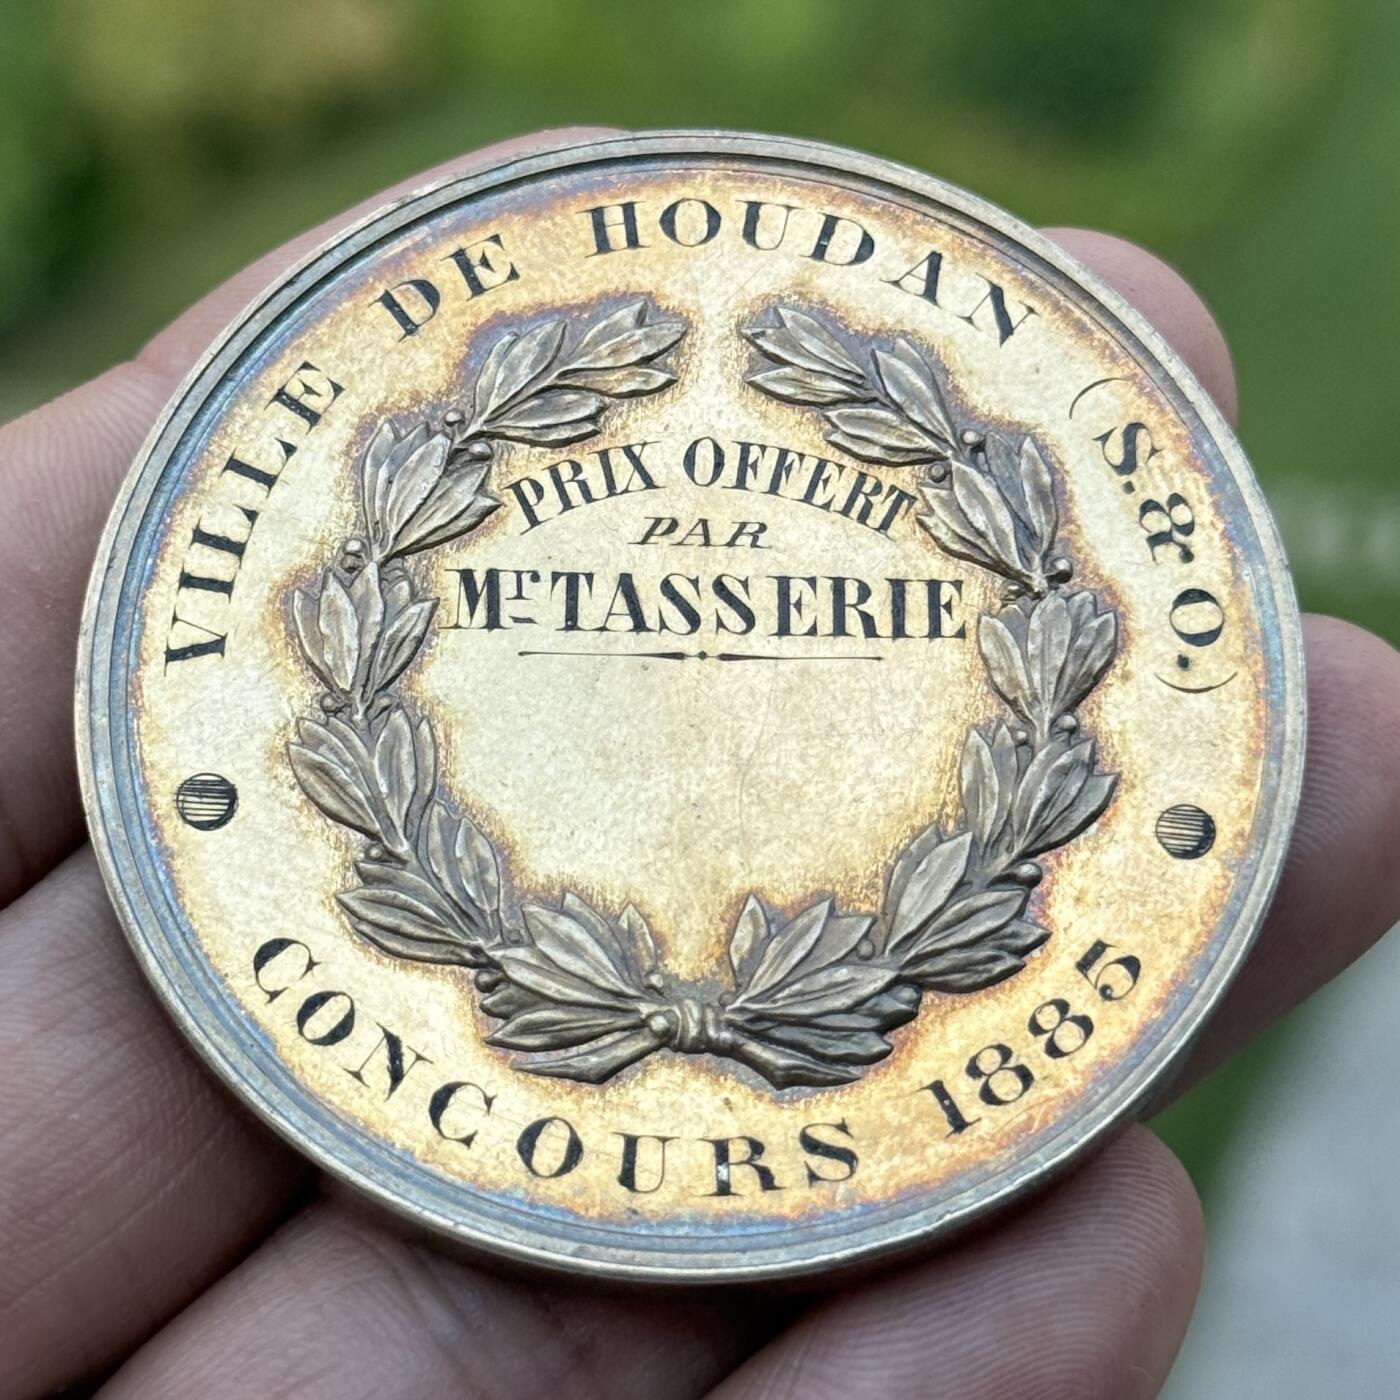 VILLE DE HOUDAN (S.&O.)
PRIX OFFERT
PAR
Mr TASSERIE
CONCOURS 1885